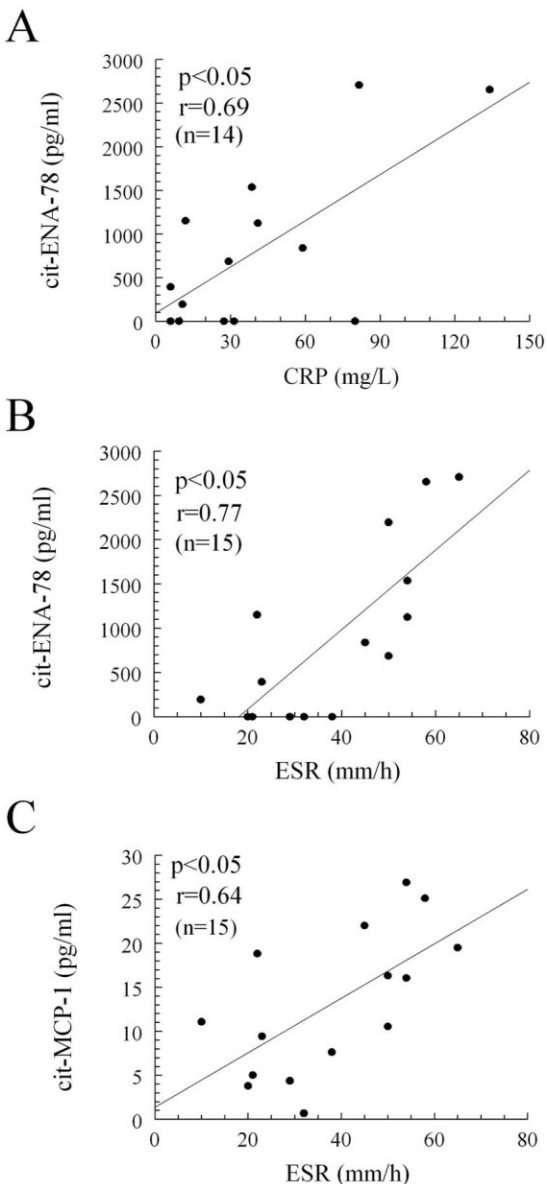 A
3000
2500
2000
1500
1000
500
0
cit-ENA-78 (pg/ml)
p<0.05
r=0.69
(n=14)
0 30 60 90 120 150
CRP (mg/L)
B
3000
2500
2000
1500
1000
500
0
cit-ENA-78 (pg/ml)
p<0.05
r=0.77
(n=15)
0 20 40 60 80
ESR (mm/h)
C
30
25
20
15
10
5
0
cit-MCP-1 (pg/ml)
p<0.05
r=0.64
(n=15)
0 20 40 60 80
ESR (mm/h)